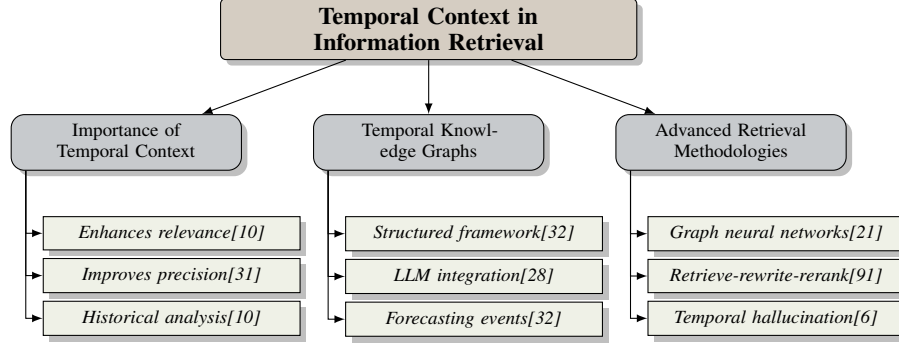 Temporal Context in
Information Retrieval
Importance of
Temporal Context
Temporal Knowl-
edge Graphs
Advanced Retrieval
Methodologies
Enhances relevance[10]
Improves precision[31]
Historical analysis[10]
Structured framework[32]
LLM integration[28]
Forecasting events[32]
Graph neural networks[21]
Retrieve-rewrite-rerank[91]
Temporal hallucination[6]